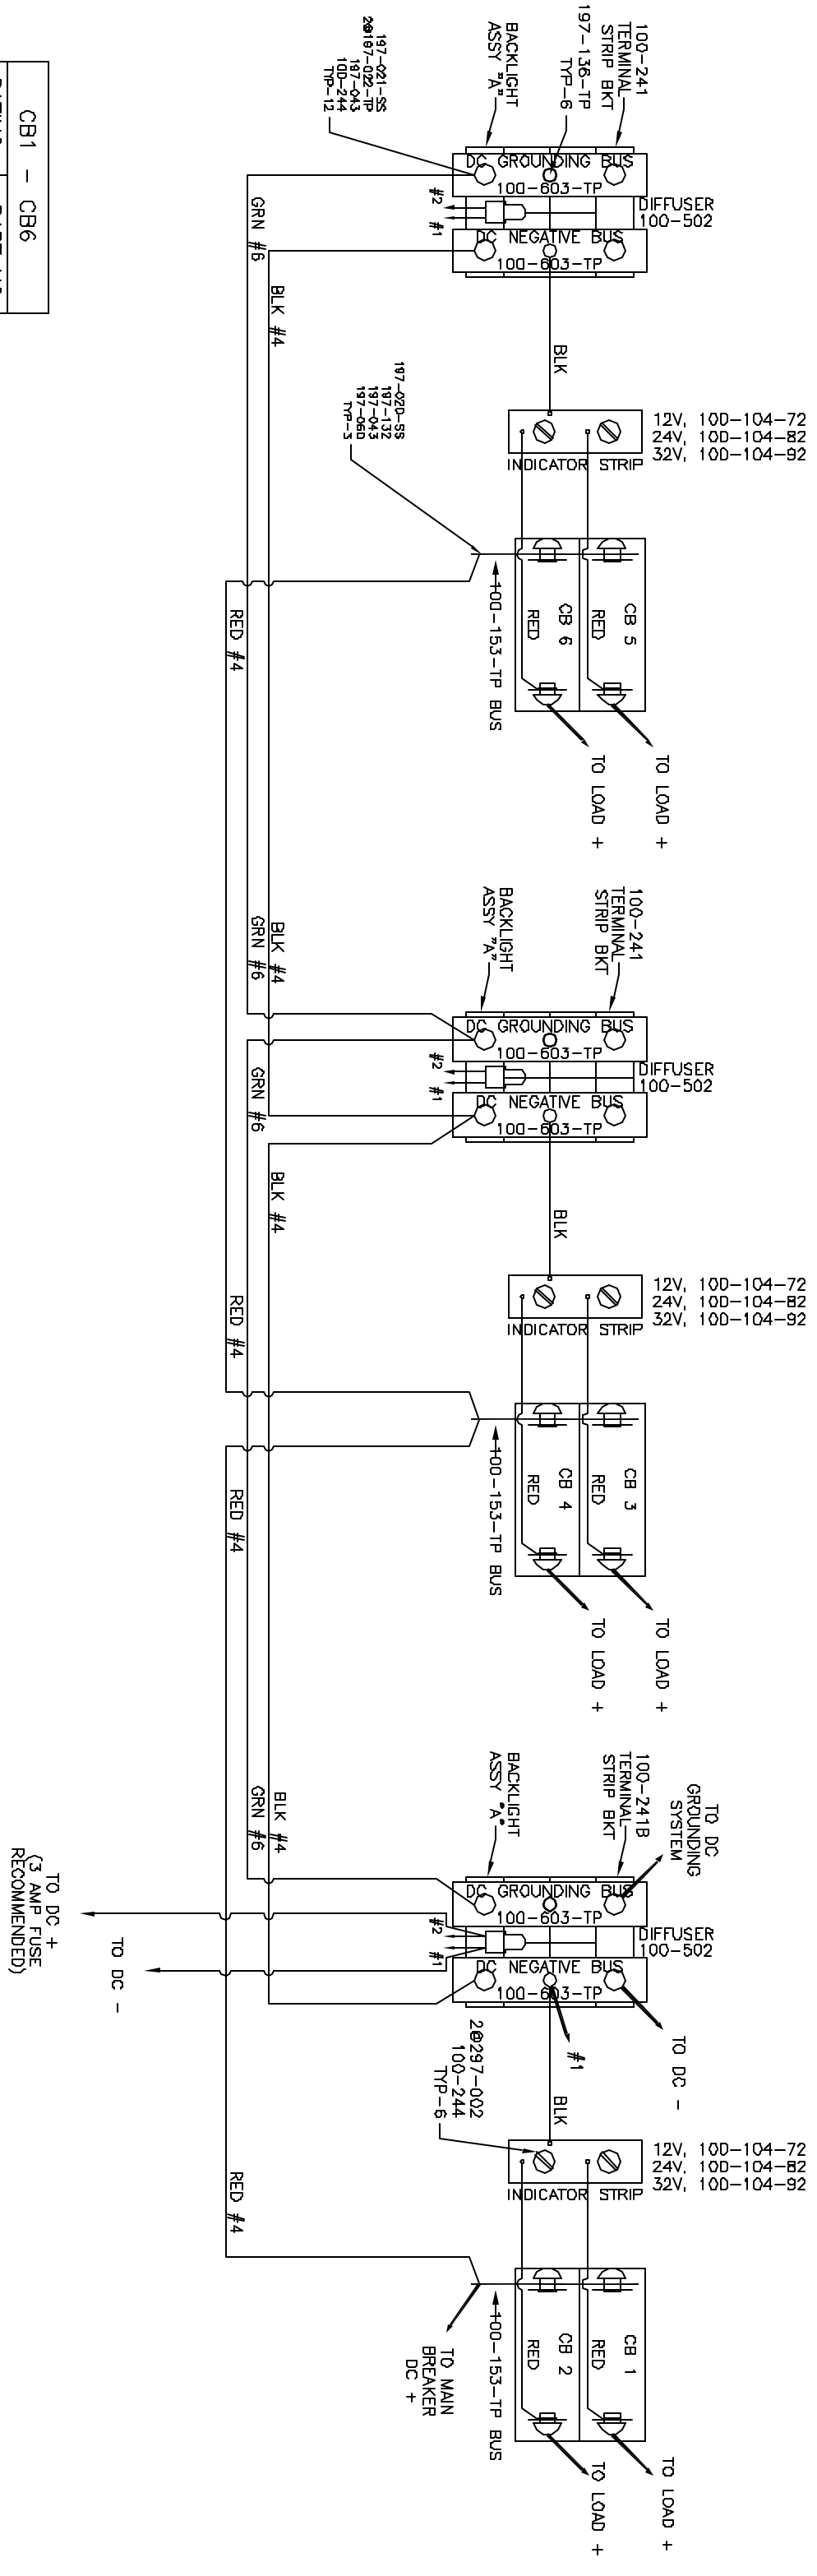 100-241
TERMINAL
STRIP BKT
197-136-TP
TYP-6
BACKLIGHT
ASSY "A"
197-021-SS
2@197-022-TP
197-043
100-244
TYP-12
DC GROUNDING BUS
100-603-TP
DIFFUSER
100-502
#2
#1
DC NEGATIVE BUS
100-603-TP
GRN #6
BLK #4
BLK
197-020-SS
197-132
197-043
197-060
TYP-3
12V, 100-104-72
24V, 100-104-82
32V, 100-104-92
INDICATOR STRIP
CB 5
RED
CB 6
RED
100-153-TP BUS
RED #4
TO LOAD +
TO LOAD +
100-241
TERMINAL
STRIP BKT
BACKLIGHT
ASSY "A"
BLK #4
GRN #6
DC GROUNDING BUS
100-603-TP
DIFFUSER
100-502
#2
#1
DC NEGATIVE BUS
100-603-TP
GRN #6
BLK #4
BLK
12V, 100-104-72
24V, 100-104-82
32V, 100-104-92
INDICATOR STRIP
RED #4
CB 3
RED
CB 4
RED
100-153-TP BUS
RED #4
TO LOAD +
TO LOAD +
TO DC
GROUNDING
SYSTEM
100-241B
TERMINAL
STRIP BKT
BACKLIGHT
ASSY "A"
BLK #4
GRN #6
DC GROUNDING BUS
100-603-TP
DIFFUSER
100-502
#2
#1
DC NEGATIVE BUS
100-603-TP
TO DC +
(3 AMP FUSE
RECOMMENDED)
TO DC -
TO DC -
#1
2@297-002
100-244
TYP-6
BLK
12V, 100-104-72
24V, 100-104-82
32V, 100-104-92
INDICATOR STRIP
RED #4
CB 1
RED
CB 2
RED
100-153-TP BUS
TO MAIN
BREAKER
DC +
TO LOAD +
TO LOAD +
CB1 - CB6